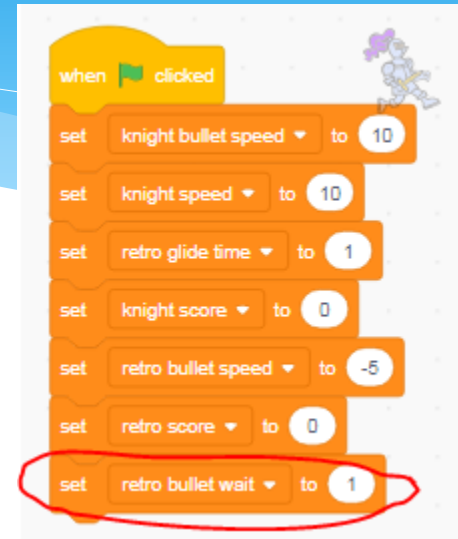 when clicked
set knight bullet speed to 10
set knight speed to 10
set retro glide time to 1
set knight score to 0
set retro bullet speed to -5
set retro score to 0
set retro bullet wait to 1